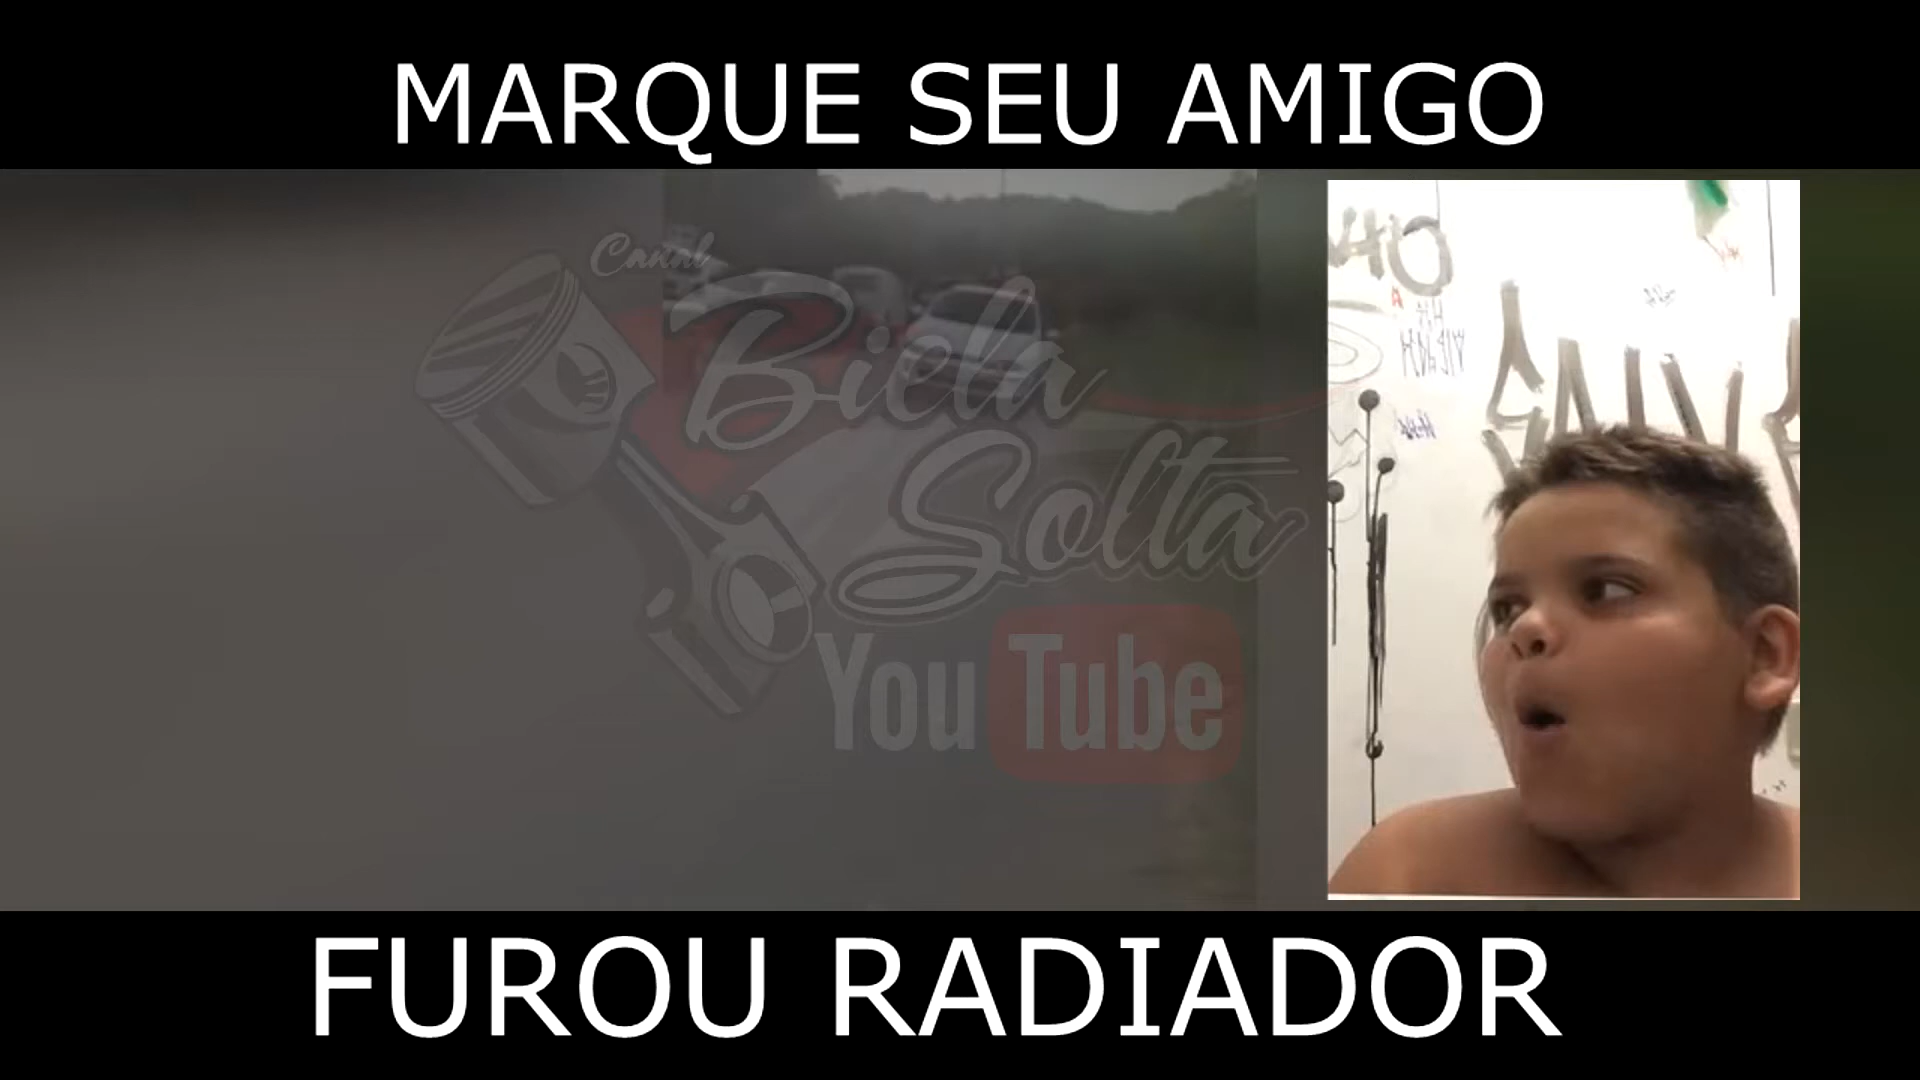 MARQUE SEU AMIGO
Canal
Biela
Solta
YouTube
FUROU RADIADOR